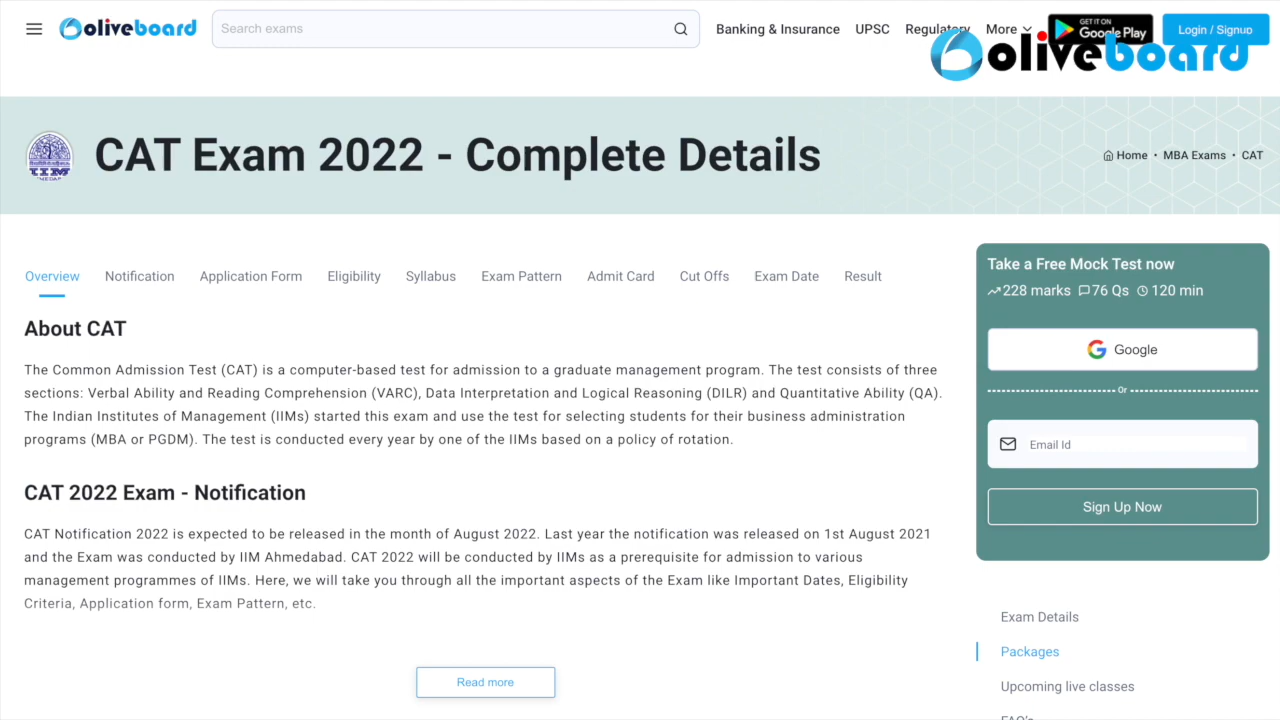 oliveboard
Search exams
Banking & Insurance
UPSC
Regulatory
More
GET IT ON
Google Play
Login / Signup
oliveboard
CAT Exam 2022 - Complete Details
Home • MBA Exams • CAT
Overview
Notification
Application Form
Eligibility
Syllabus
Exam Pattern
Admit Card
Cut Offs
Exam Date
Result
About CAT
The Common Admission Test (CAT) is a computer-based test for admission to a graduate management program. The test consists of three
sections: Verbal Ability and Reading Comprehension (VARC), Data Interpretation and Logical Reasoning (DILR) and Quantitative Ability (QA).
The Indian Institutes of Management (IIMs) started this exam and use the test for selecting students for their business administration
programs (MBA or PGDM). The test is conducted every year by one of the IIMs based on a policy of rotation.
CAT 2022 Exam - Notification
CAT Notification 2022 is expected to be released in the month of August 2022. Last year the notification was released on 1st August 2021
and the Exam was conducted by IIM Ahmedabad. CAT 2022 will be conducted by IIMs as a prerequisite for admission to various
management programmes of IIMs. Here, we will take you through all the important aspects of the Exam like Important Dates, Eligibility
Criteria, Application form, Exam Pattern, etc.
Read more
Take a Free Mock Test now
228 marks 76 Qs 120 min
Google
Or
Email Id
Sign Up Now
Exam Details
Packages
Upcoming live classes
FAQ's